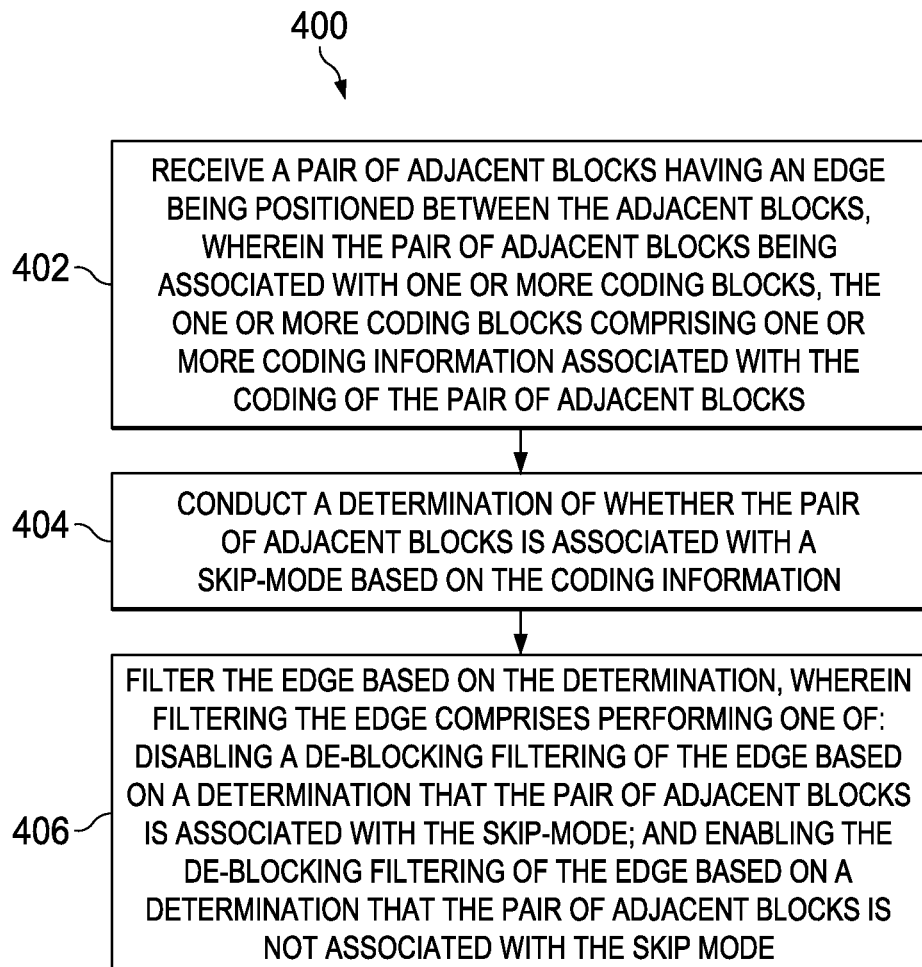 400
RECEIVE A PAIR OF ADJACENT BLOCKS HAVING AN EDGE
BEING POSITIONED BETWEEN THE ADJACENT BLOCKS,
WHEREIN THE PAIR OF ADJACENT BLOCKS BEING
402
ASSOCIATED WITH ONE OR MORE CODING BLOCKS, THE
ONE OR MORE CODING BLOCKS COMPRISING ONE OR
MORE CODING INFORMATION ASSOCIATED WITH THE
CODING OF THE PAIR OF ADJACENT BLOCKS
CONDUCT A DETERMINATION OF WHETHER THE PAIR
404
OF ADJACENT BLOCKS IS ASSOCIATED WITH A
SKIP-MODE BASED ON THE CODING INFORMATION
FILTER THE EDGE BASED ON THE DETERMINATION, WHEREIN
FILTERING THE EDGE COMPRISES PERFORMING ONE OF:
DISABLING A DE-BLOCKING FILTERING OF THE EDGE BASED
ON A DETERMINATION THAT THE PAIR OF ADJACENT BLOCKS
406
IS ASSOCIATED WITH THE SKIP-MODE; AND ENABLING THE
DE-BLOCKING FILTERING OF THE EDGE BASED ON A
DETERMINATION THAT THE PAIR OF ADJACENT BLOCKS IS
NOT ASSOCIATED WITH THE SKIP MODE